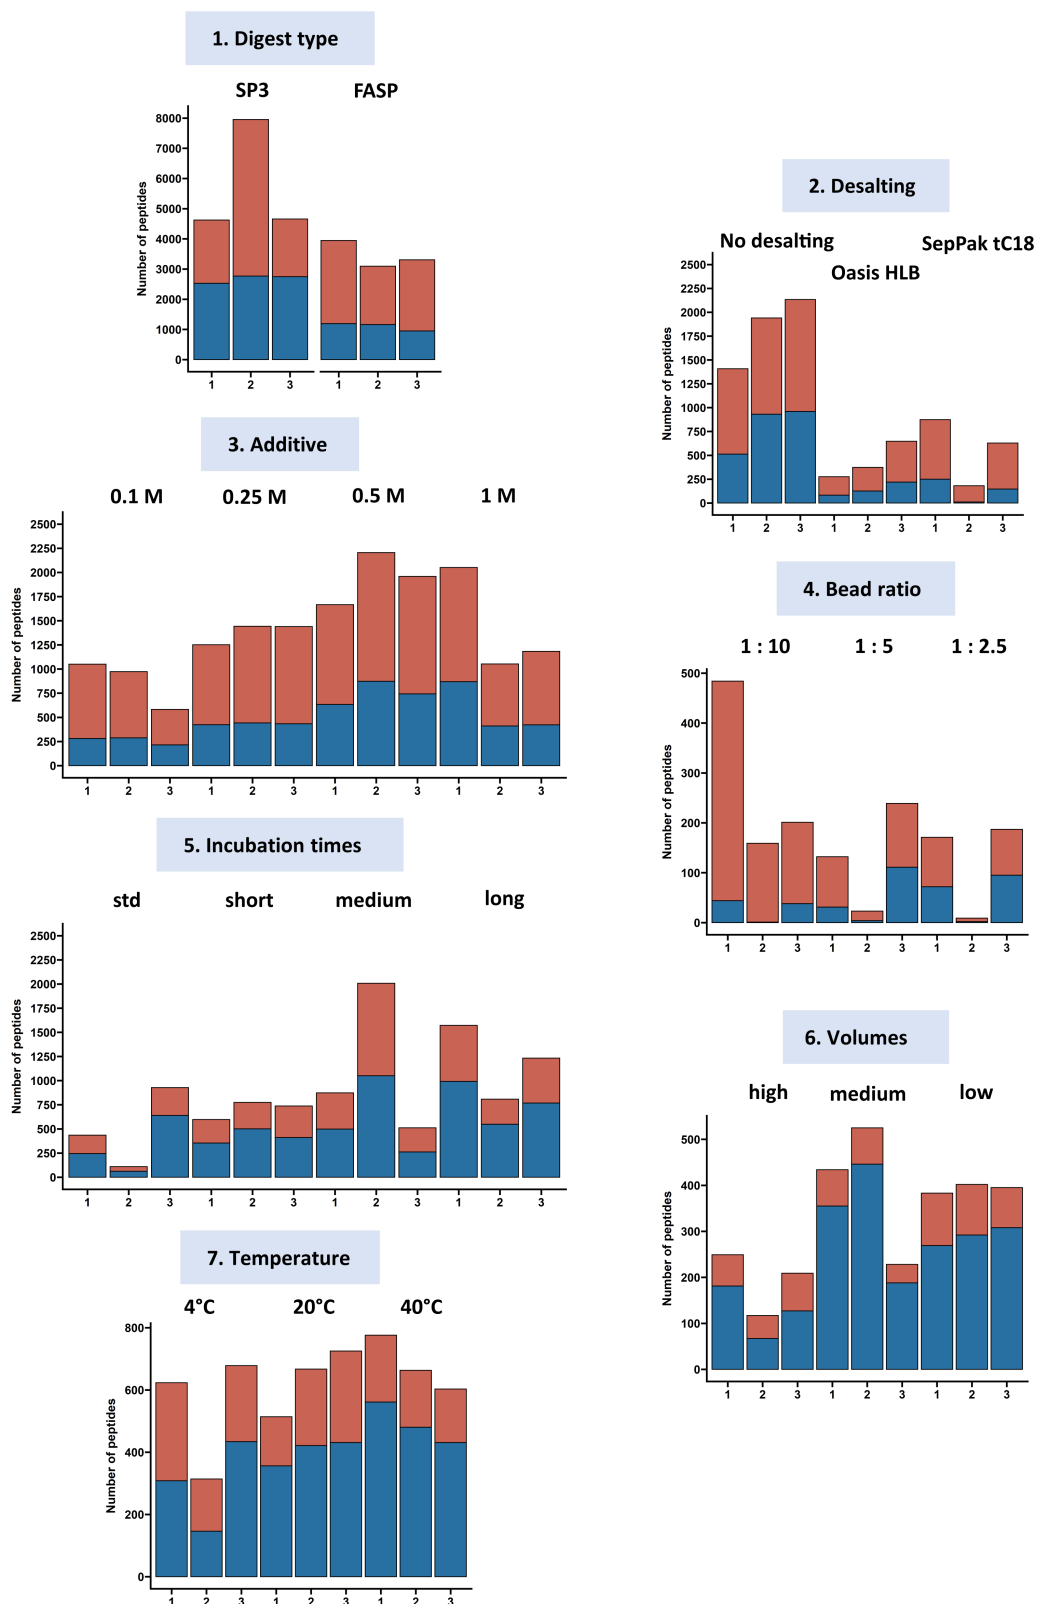 1. Digest type
SP3 FASP
Number of peptides
8000
7000
6000
5000
4000
3000
2000
1000
0
1 2 3 1 2 3
2. Desalting
No desalting SepPak tC18
Oasis HLB
Number of peptides
2500
2250
2000
1750
1500
1250
1000
750
500
250
0
1 2 3 1 2 3 1 2 3
3. Additive
0.1 M 0.25 M 0.5 M 1 M
Number of peptides
2500
2250
2000
1750
1500
1250
1000
750
500
250
0
1 2 3 1 2 3 1 2 3 1 2 3
4. Bead ratio
1 : 10 1 : 5 1 : 2.5
Number of peptides
500
400
300
200
100
0
1 2 3 1 2 3 1 2 3
5. Incubation times
std short medium long
Number of peptides
2500
2250
2000
1750
1500
1250
1000
750
500
250
0
1 2 3 1 2 3 1 2 3 1 2 3
6. Volumes
high medium low
Number of peptides
500
400
300
200
100
0
1 2 3 1 2 3 1 2 3
7. Temperature
4°C 20°C 40°C
Number of peptides
800
600
400
200
0
1 2 3 1 2 3 1 2 3